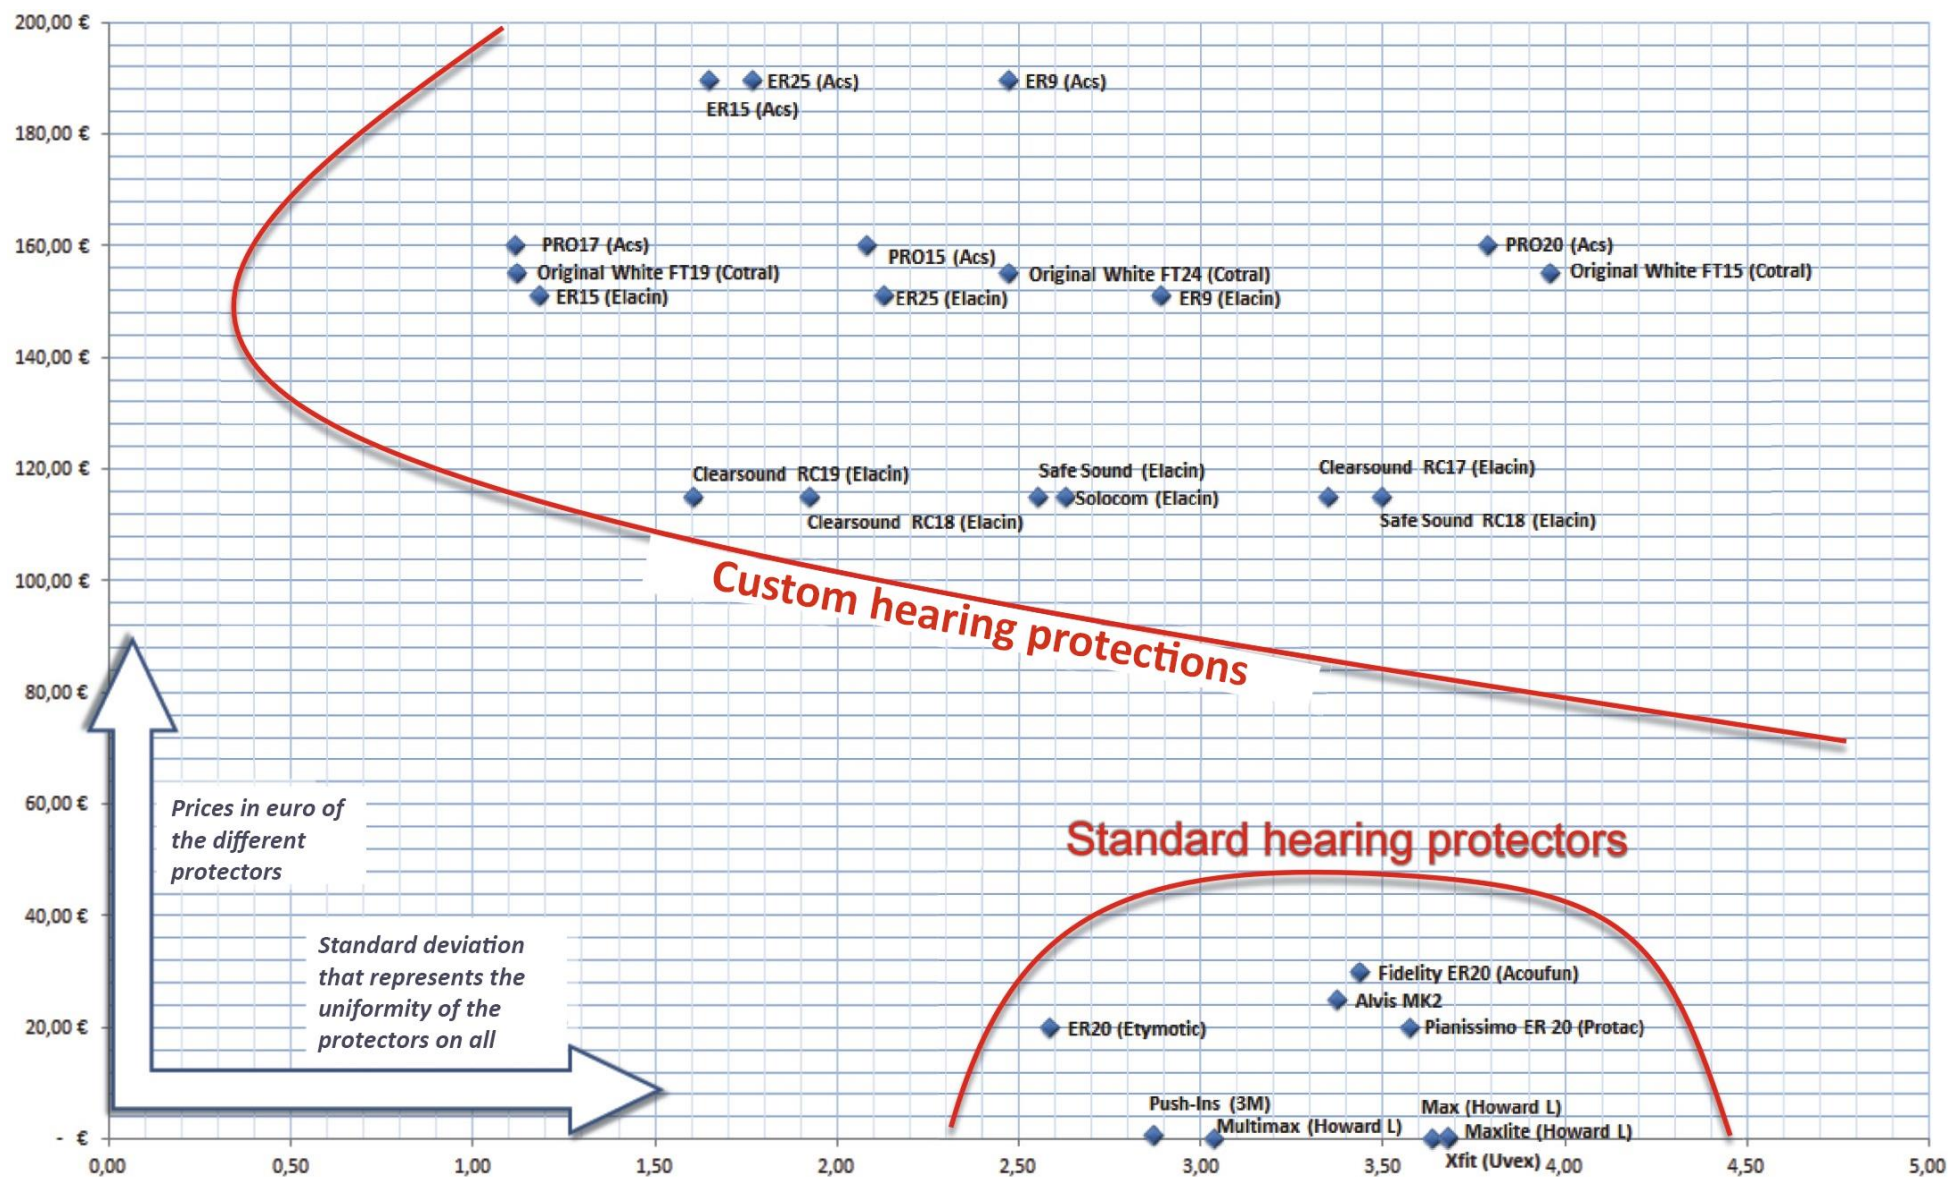 200,00 €
ER25 (Acs)
ER9 (Acs)
ER15 (Acs)
180,00 €
160,00 €
PRO17 (Acs)
PRO15 (Acs)
PRO20 (Acs)
Original White FT19 (Cotral)
Original White FT24 (Cotral)
Original White FT15 (Cotral)
ER15 (Elacin)
ER25 (Elacin)
ER9 (Elacin)
140,00 €
120,00 €
Clearsound RC19 (Elacin)
Safe Sound (Elacin)
Clearsound RC17 (Elacin)
Solocom (Elacin)
Clearsound RC18 (Elacin)
Safe Sound RC18 (Elacin)
100,00 €
Custom hearing protections
80,00 €
60,00 €
Prices in euro of
the different
protectors
Standard hearing protectors
40,00 €
Standard deviation
that represents the
uniformity of the
protectors on all
Fidelity ER20 (Acoufun)
Alvis MK2
20,00 €
ER20 (Etymotic)
Pianissimo ER 20 (Protac)
Push-Ins (3M)
Max (Howard L)
Multimax (Howard L)
Maxlite (Howard L)
- €
Xfit (Uvex)
0,00 0,50 1,00 1,50 2,00 2,50 3,00 3,50 4,00 4,50 5,00